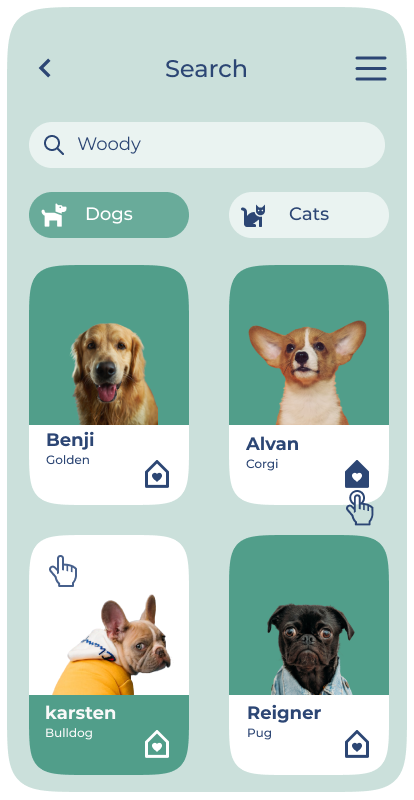 Search
Woody
Dogs
Cats
Benji
Golden
Alvan
Corgi
karsten
Bulldog
Reigner
Pug